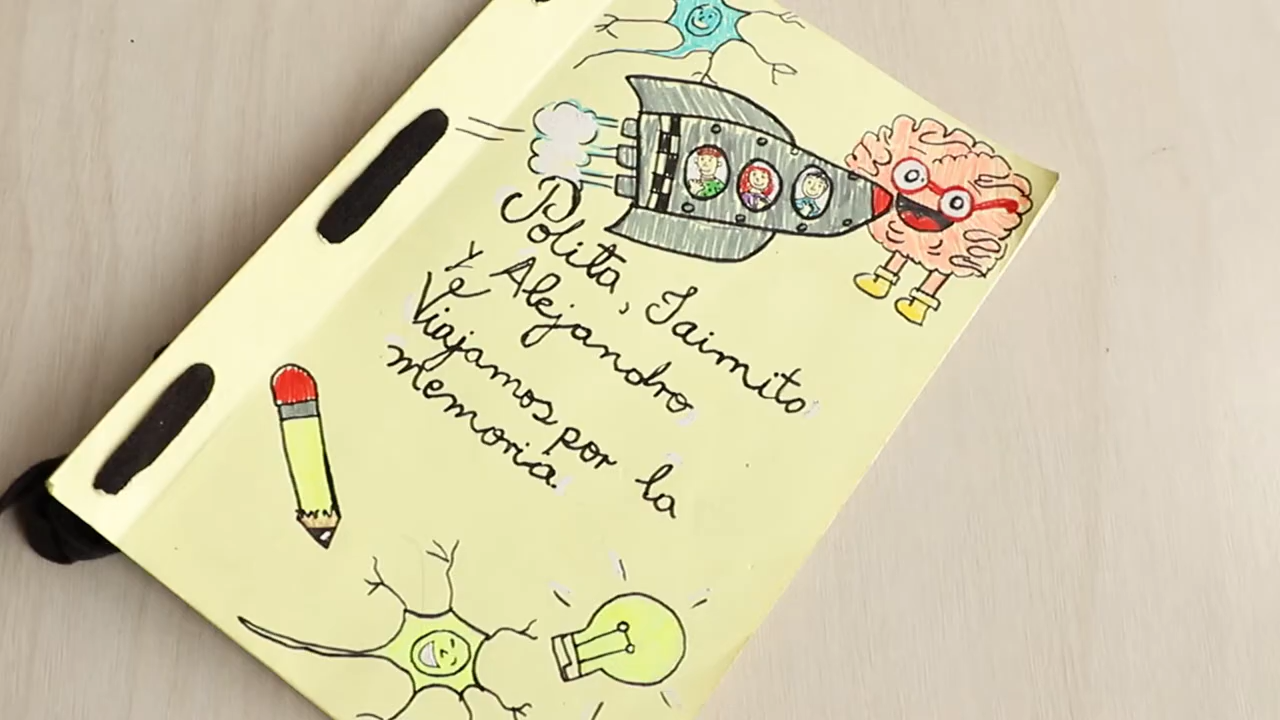 Polita, Jaimito
y Alejandro
Viajamos por la
memoria.